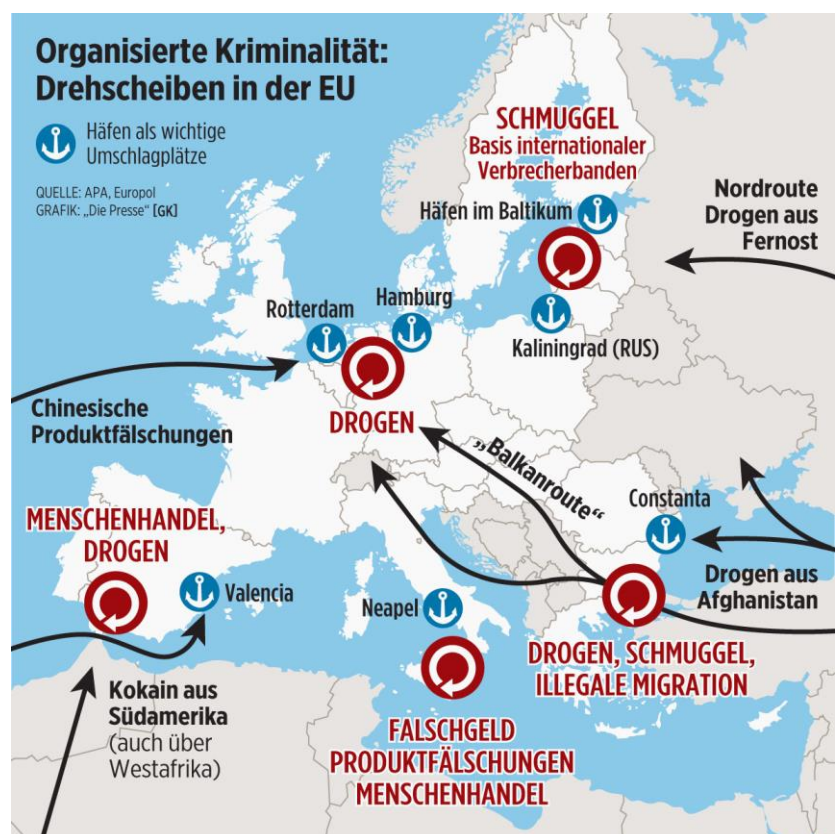 Organisierte Kriminalität:
Drehscheiben in der EU
Häfen als wichtige
Umschlagplätze
QUELLE: APA, Europol
GRAFIK: „Die Presse“ [GK]
SCHMUGGEL
Basis internationaler
Verbrecherbanden
Häfen im Baltikum
Nordroute
Drogen aus
Fernost
Rotterdam
Hamburg
Kaliningrad (RUS)
Chinesische
Produktfälschungen
DROGEN
„Balkanroute“
Constanta
MENSCHENHANDEL,
DROGEN
Valencia
Neapel
Drogen aus
Afghanistan
DROGEN, SCHMUGGEL,
ILLEGALE MIGRATION
Kokain aus
Südamerika
(auch über
Westafrika)
FALSCHGELD
PRODUKTFÄLSCHUNGEN
MENSCHENHANDEL